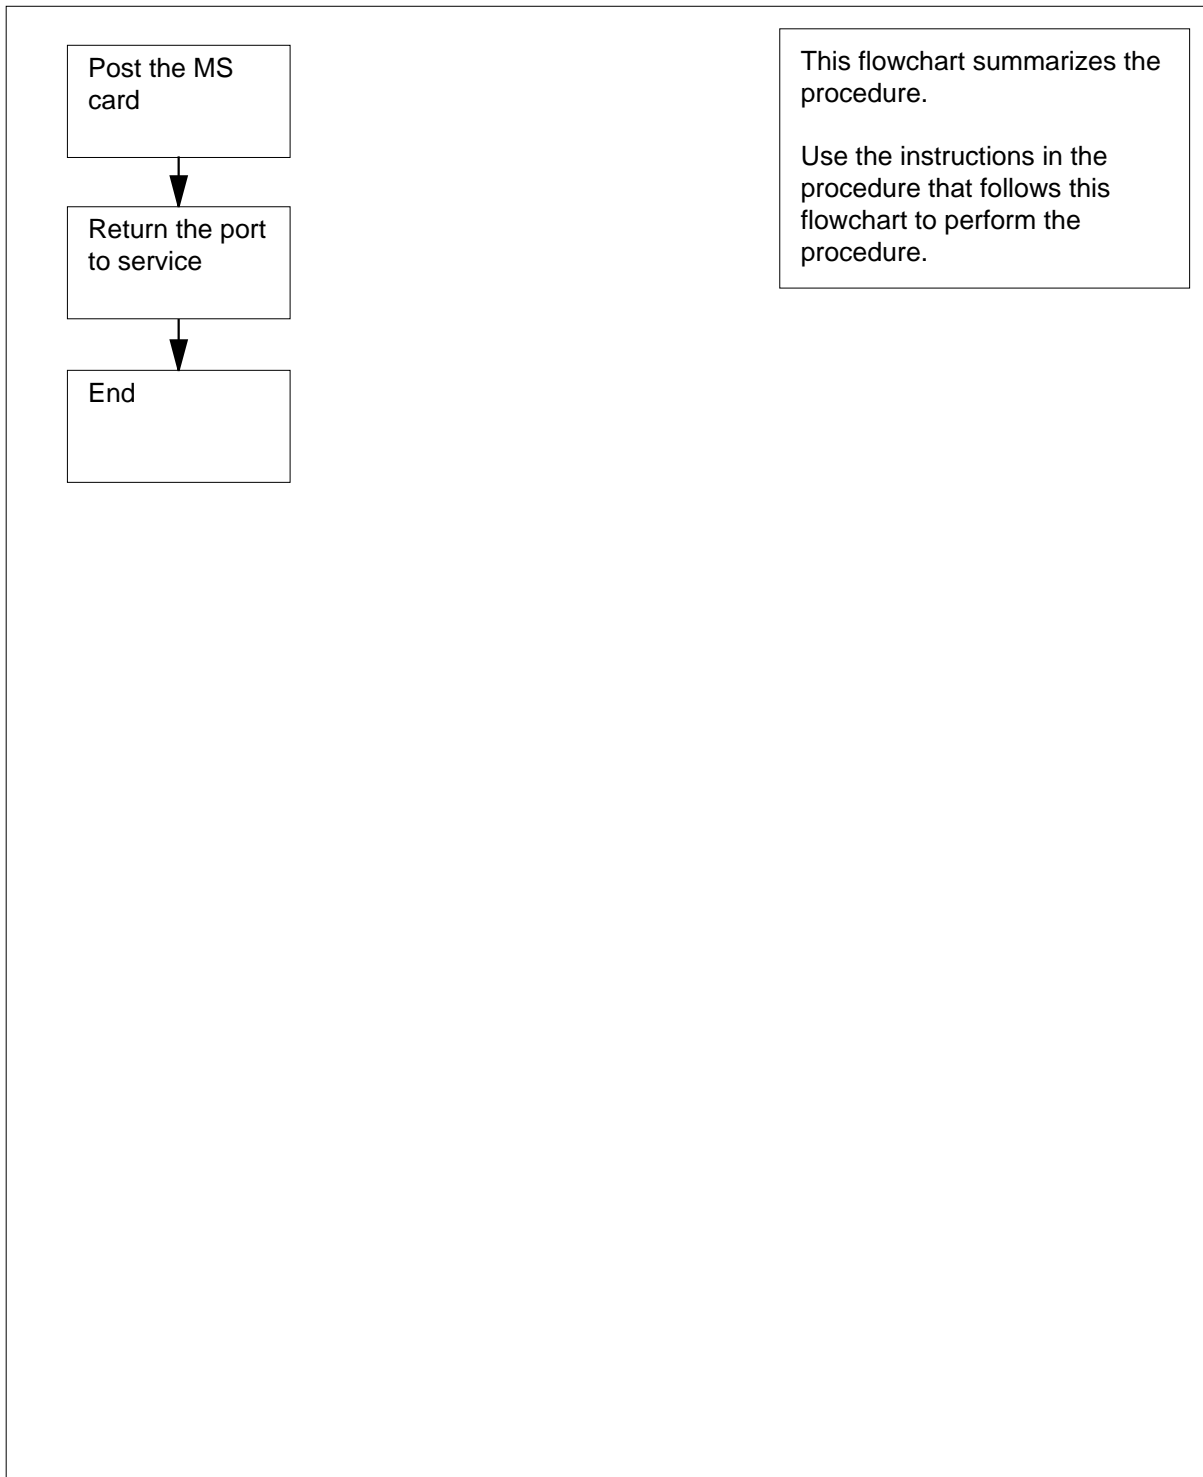 Post the MS
card
Return the port
to service
End
This flowchart summarizes the
procedure.
Use the instructions in the
procedure that follows this
flowchart to perform the
procedure.